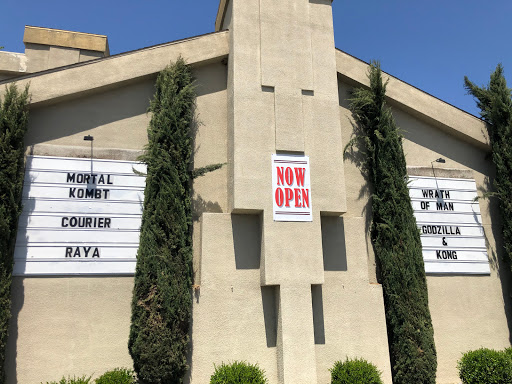 MORTAL
KOMBT
COURIER
RAYA
NOW
OPEN
WRATH
OF MAN
GODZILLA
&
KONG